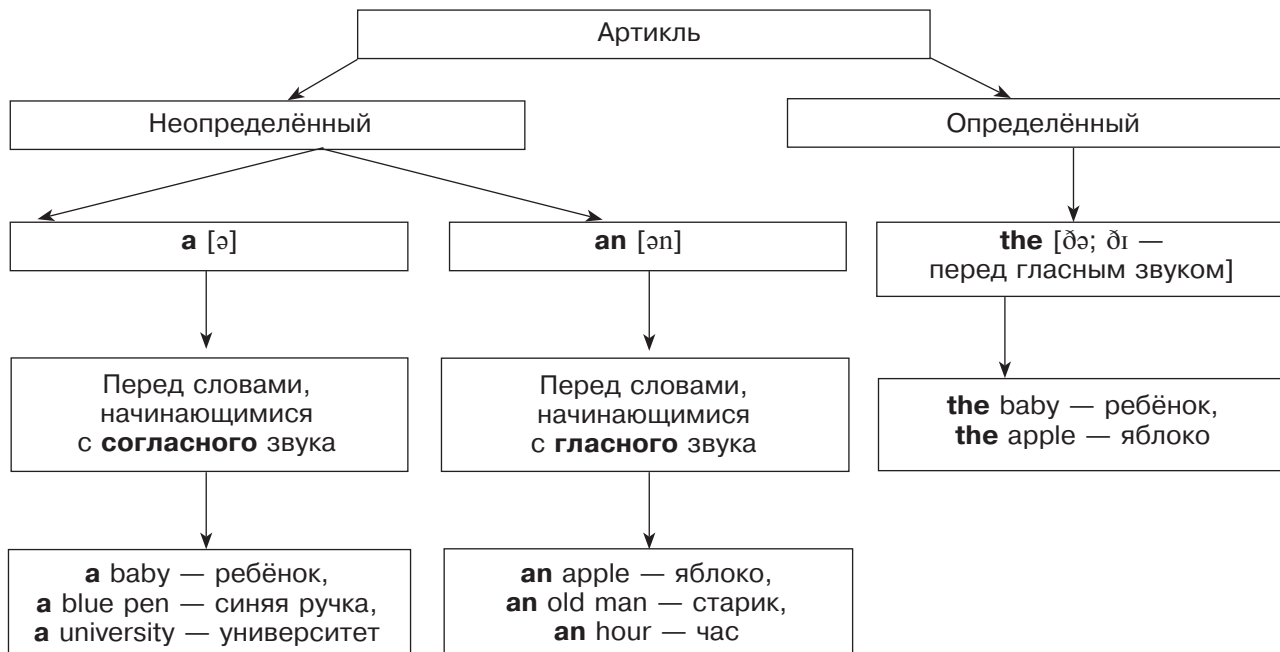 Артикль
Неопределённый
Определённый
a [ə]
an [ən]
the [ðə; ðɪ —
перед гласным звуком]
Перед словами,
начинающимися
с согласного звука
Перед словами,
начинающимися
с гласного звука
the baby — ребёнок,
the apple — яблоко
a baby — ребёнок,
a blue pen — синяя ручка,
a university — университет
an apple — яблоко,
an old man — старик,
an hour — час